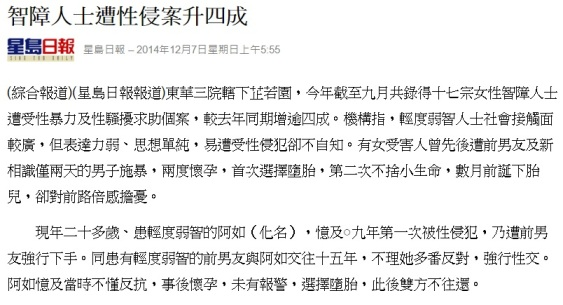 智障人士遭性侵案升四成
星島日報
SING TAO DAILY
星島日報 – 2014年12月7日星期日上午5:55
(綜合報道)(星島日報報道)東華三院轄下芷若園，今年截至九月共錄得十七宗女性智障人士
遭受性暴力及性騷擾求助個案，較去年同期增逾四成。機構指，輕度弱智人士社會接觸面
較廣，但表達力弱、思想單純，易遭受性侵犯卻不自知。有女受害人曾先後遭前男友及新
相識僅兩天的男子施暴，兩度懷孕，首次選擇墮胎，第二次不捨小生命，數月前誕下胎
兒，卻對前路倍感擔憂。
現年二十多歲、患輕度弱智的阿如（化名），憶及○九年第一次被性侵犯，乃遭前男
友強行下手。同患有輕度弱智的前男友與阿如交往十五年，不理她多番反對，強行性交。
阿如憶及當時不懂反抗，事後懷孕，未有報警，選擇墮胎，此後雙方不往還。